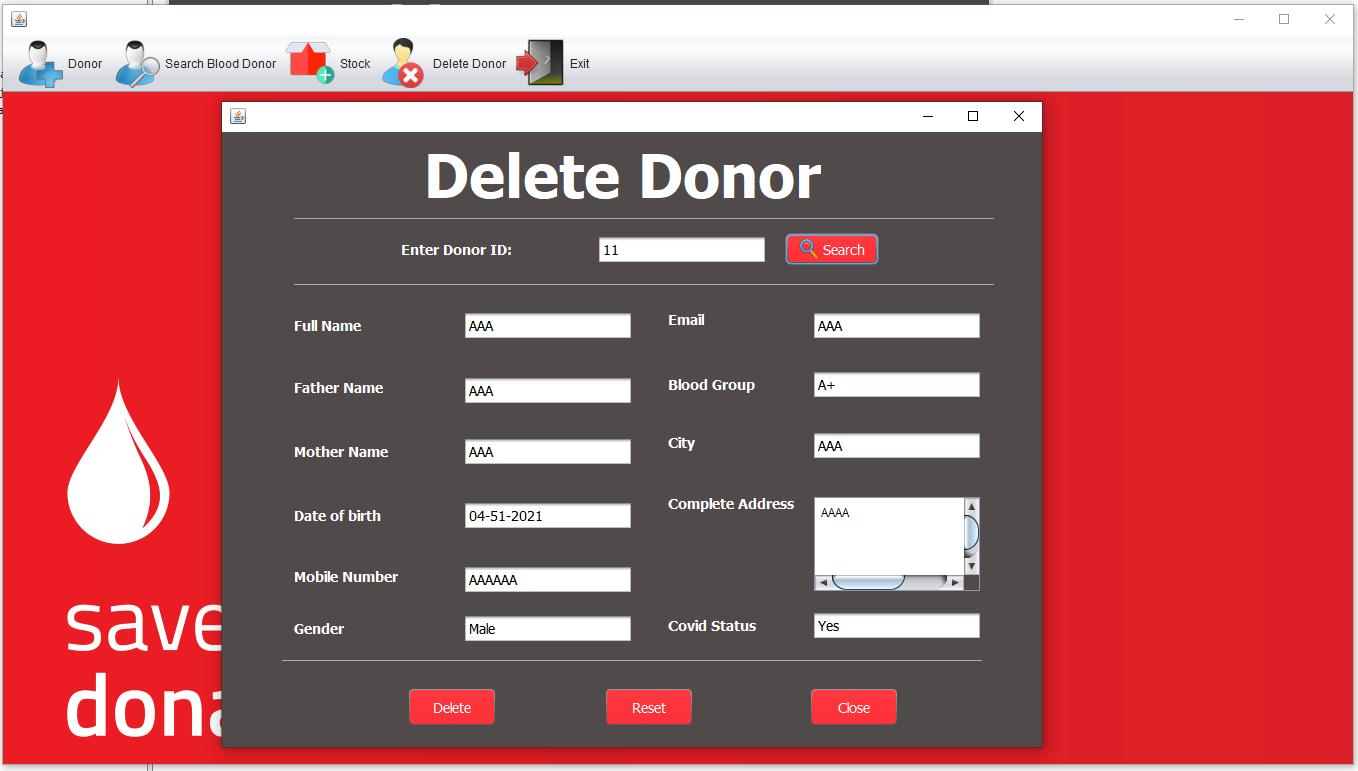 Donor Search Blood Donor Stock Delete Donor Exit
Delete Donor
Enter Donor ID: 11 Search
Full Name AAA Email AAA
Father Name AAA Blood Group A+
Mother Name AAA City AAA
Date of birth 04-51-2021 Complete Address AAAA
Mobile Number AAAAAA
Gender Male Covid Status Yes
Delete Reset Close
save
dona